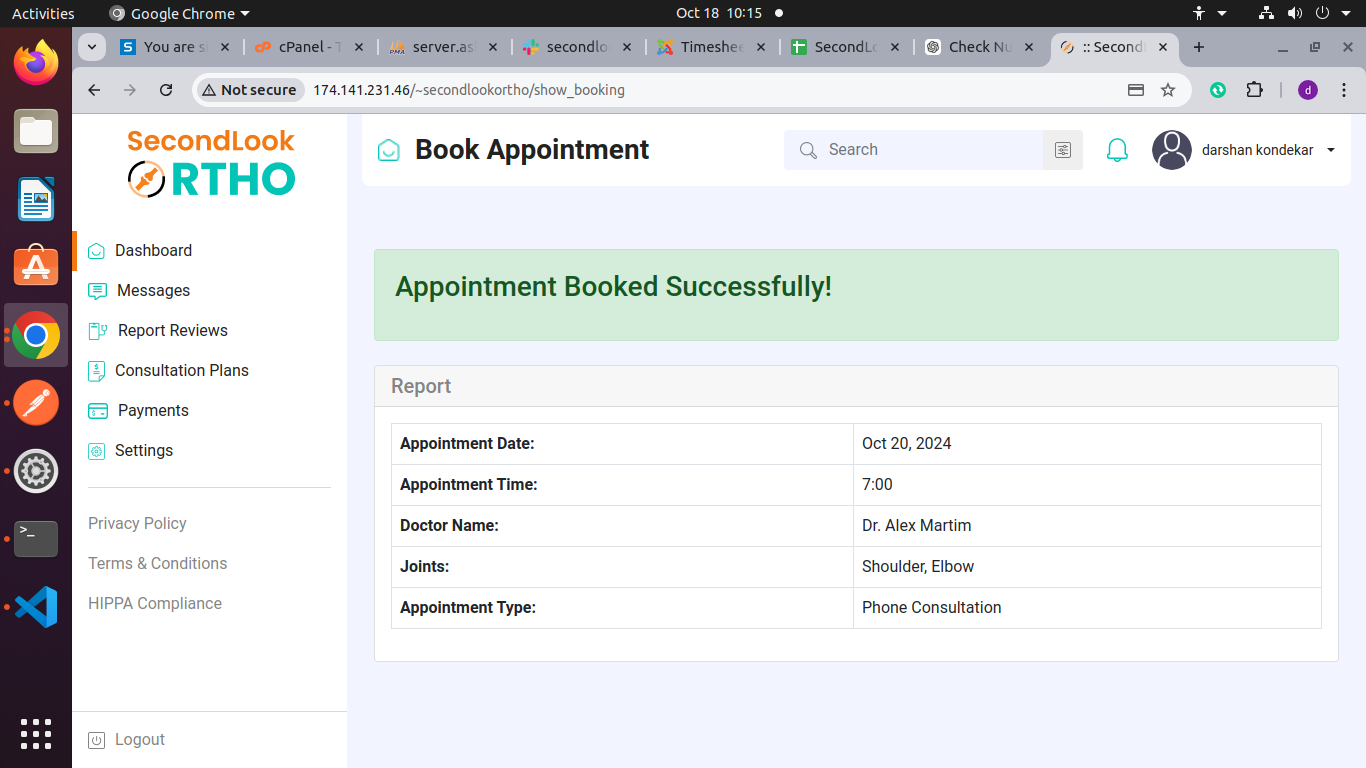 Activities Google Chrome Oct 18 10:15
You are s cPanel - T server.as secondlo Timeshee SecondLo Check Nu :: Second
Not secure 174.141.231.46/~secondlookortho/show_booking d
SecondLook
ORTHO
Book Appointment Search darshan kondekar
Dashboard
Messages
Report Reviews
Consultation Plans
Payments
Settings
Privacy Policy
Terms & Conditions
HIPPA Compliance
Logout
Appointment Booked Successfully!
Report
Appointment Date: Oct 20, 2024
Appointment Time: 7:00
Doctor Name: Dr. Alex Martim
Joints: Shoulder, Elbow
Appointment Type: Phone Consultation